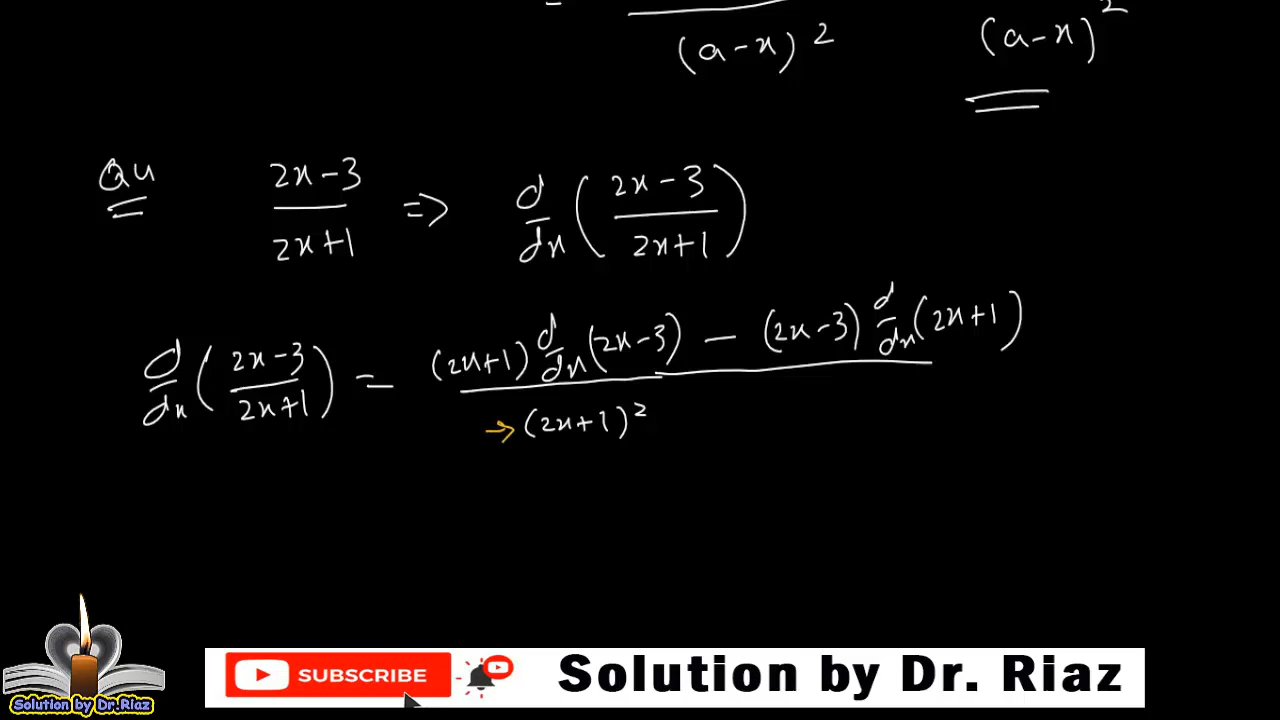 =
(a-x)²
(a-x)²
Qu 2x-3/2x+1 => d/dx (2x-3/2x+1)
d/dx (2x-3/2x+1) = (2x+1) d/dx (2x-3) - (2x-3) d/dx (2x+1)
→ (2x+1)²
SUBSCRIBE
Solution by Dr. Riaz
Solution by Dr.Riaz